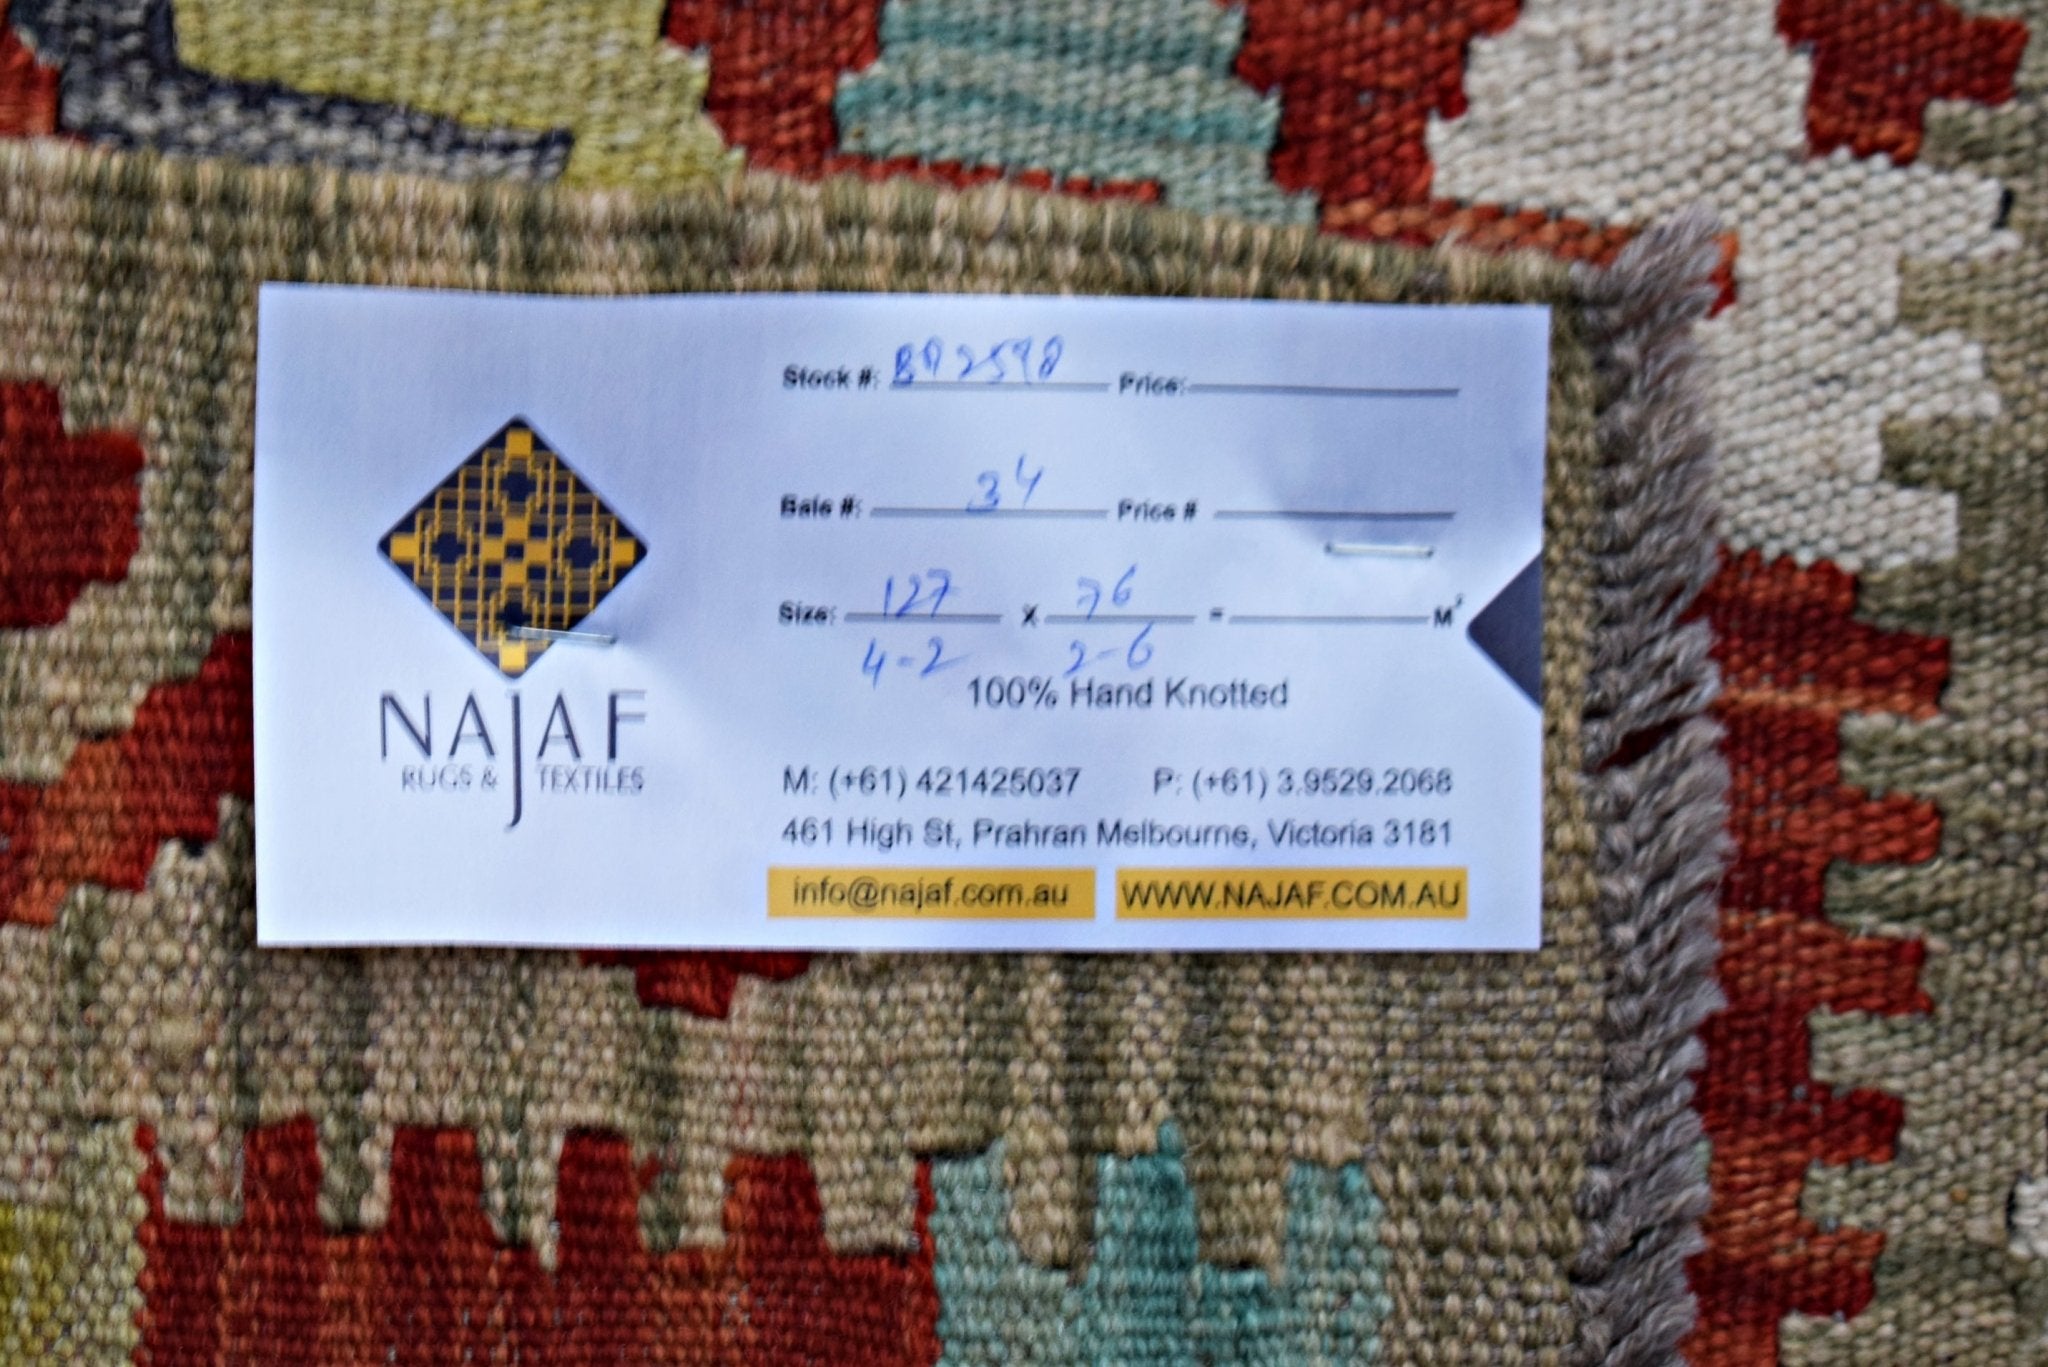 NAJAF
RUGS & TEXTILES
Stock #: Price:
Bale #: 34 Price #
Size: 127 X 76 = M²
4-2 2-6
100% Hand Knotted
M: (+61) 421425037 P: (+61) 3.9529.2068
461 High St, Prahran Melbourne, Victoria 3181
info@najaf.com.au WWW.NAJAF.COM.AU